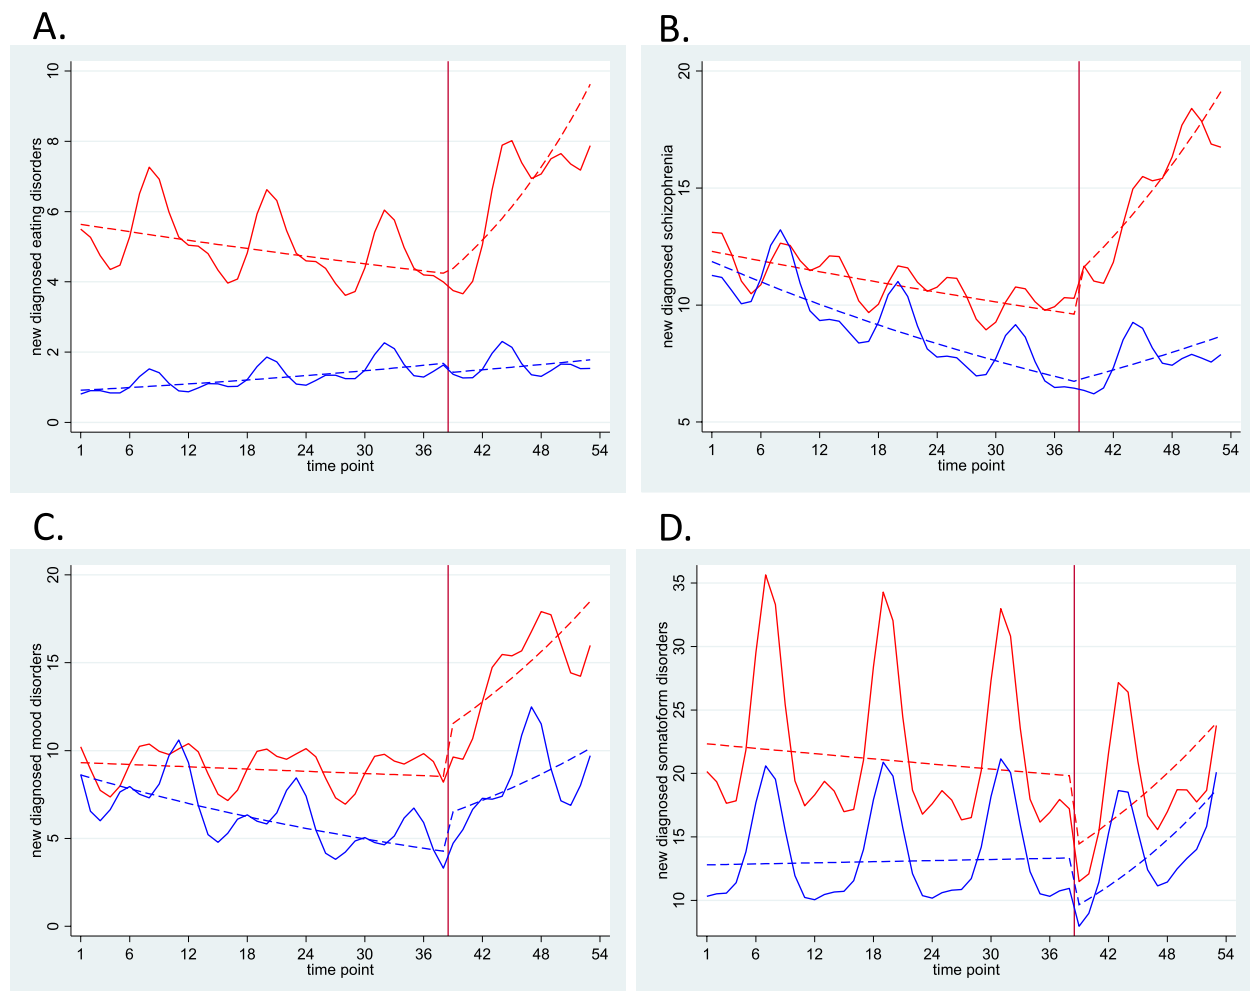 A.
new diagnosed eating disorders
10
8
6
4
2
0
1 6 12 18 24 30 36 42 48 54
time point
B.
new diagnosed schizophrenia
20
15
10
5
1 6 12 18 24 30 36 42 48 54
time point
C.
new diagnosed mood disorders
20
15
10
5
0
1 6 12 18 24 30 36 42 48 54
time point
D.
new diagnosed somatoform disorders
35
30
25
20
15
10
1 6 12 18 24 30 36 42 48 54
time point